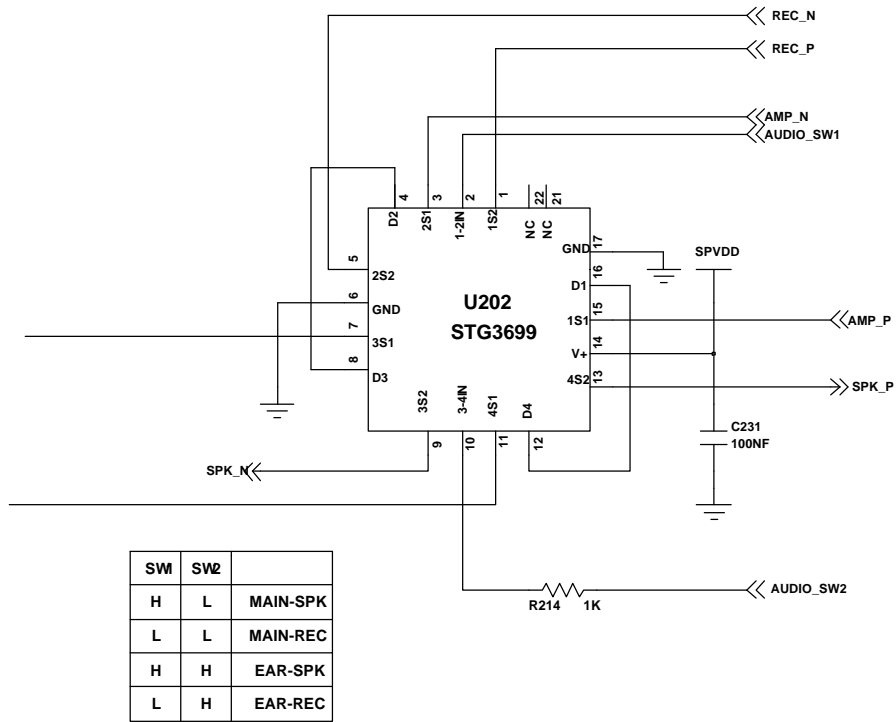 REC_N
REC_P
AMP_N
AUDIO_SW1
4
3
2
1
22
21
D2
2S1
1-2IN
1S2
NC
NC
GND
17
SPVDD
5
2S2
16
D1
6
GND
U202
STG3699
15
1S1
AMP_P
7
3S1
14
V+
8
D3
13
4S2
SPK_P
3S2
3-4IN
4S1
D4
C231
100NF
9
10
11
12
SPK_N
SW1 SW2
H L MAIN-SPK
L L MAIN-REC
H H EAR-SPK
L H EAR-REC
R214 1K
AUDIO_SW2